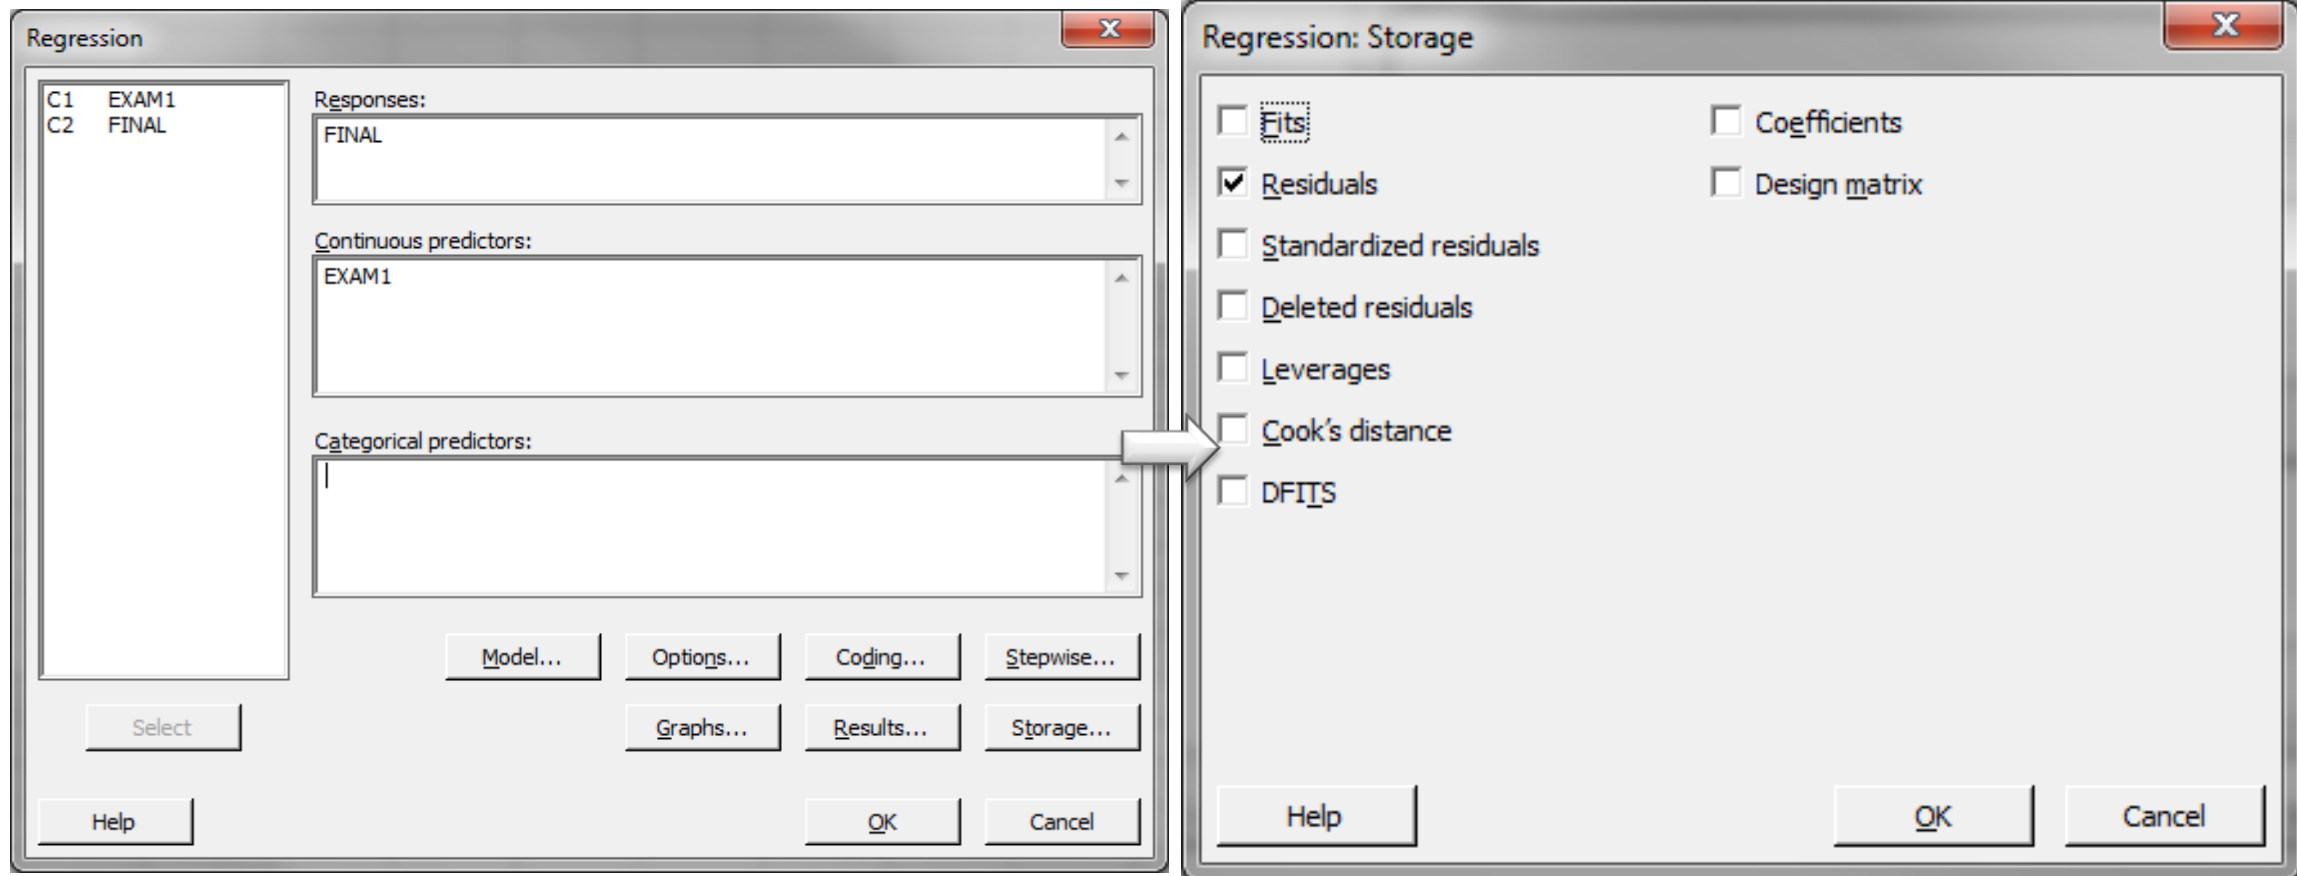 Regression
C1 EXAM1
C2 FINAL
Responses:
FINAL
Continuous predictors:
EXAM1
Categorical predictors:
Model...
Options...
Coding...
Stepwise...
Select
Graphs...
Results...
Storage...
Help
OK
Cancel
Regression: Storage
Fits
Coefficients
Residuals
Design matrix
Standardized residuals
Deleted residuals
Leverages
Cook's distance
DFITS
Help
OK
Cancel